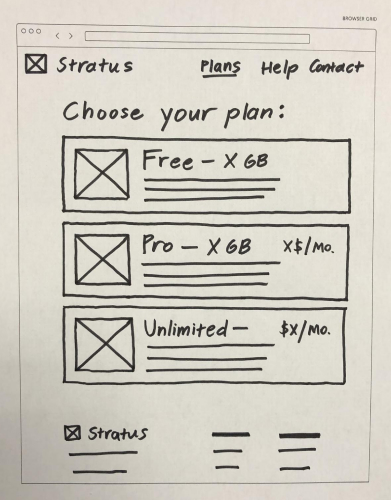 BROWSER GRID
Stratus Plans Help Contact
Choose your plan:
Free – X GB
Pro – X GB X$/Mo.
Unlimited – $X/Mo.
Stratus